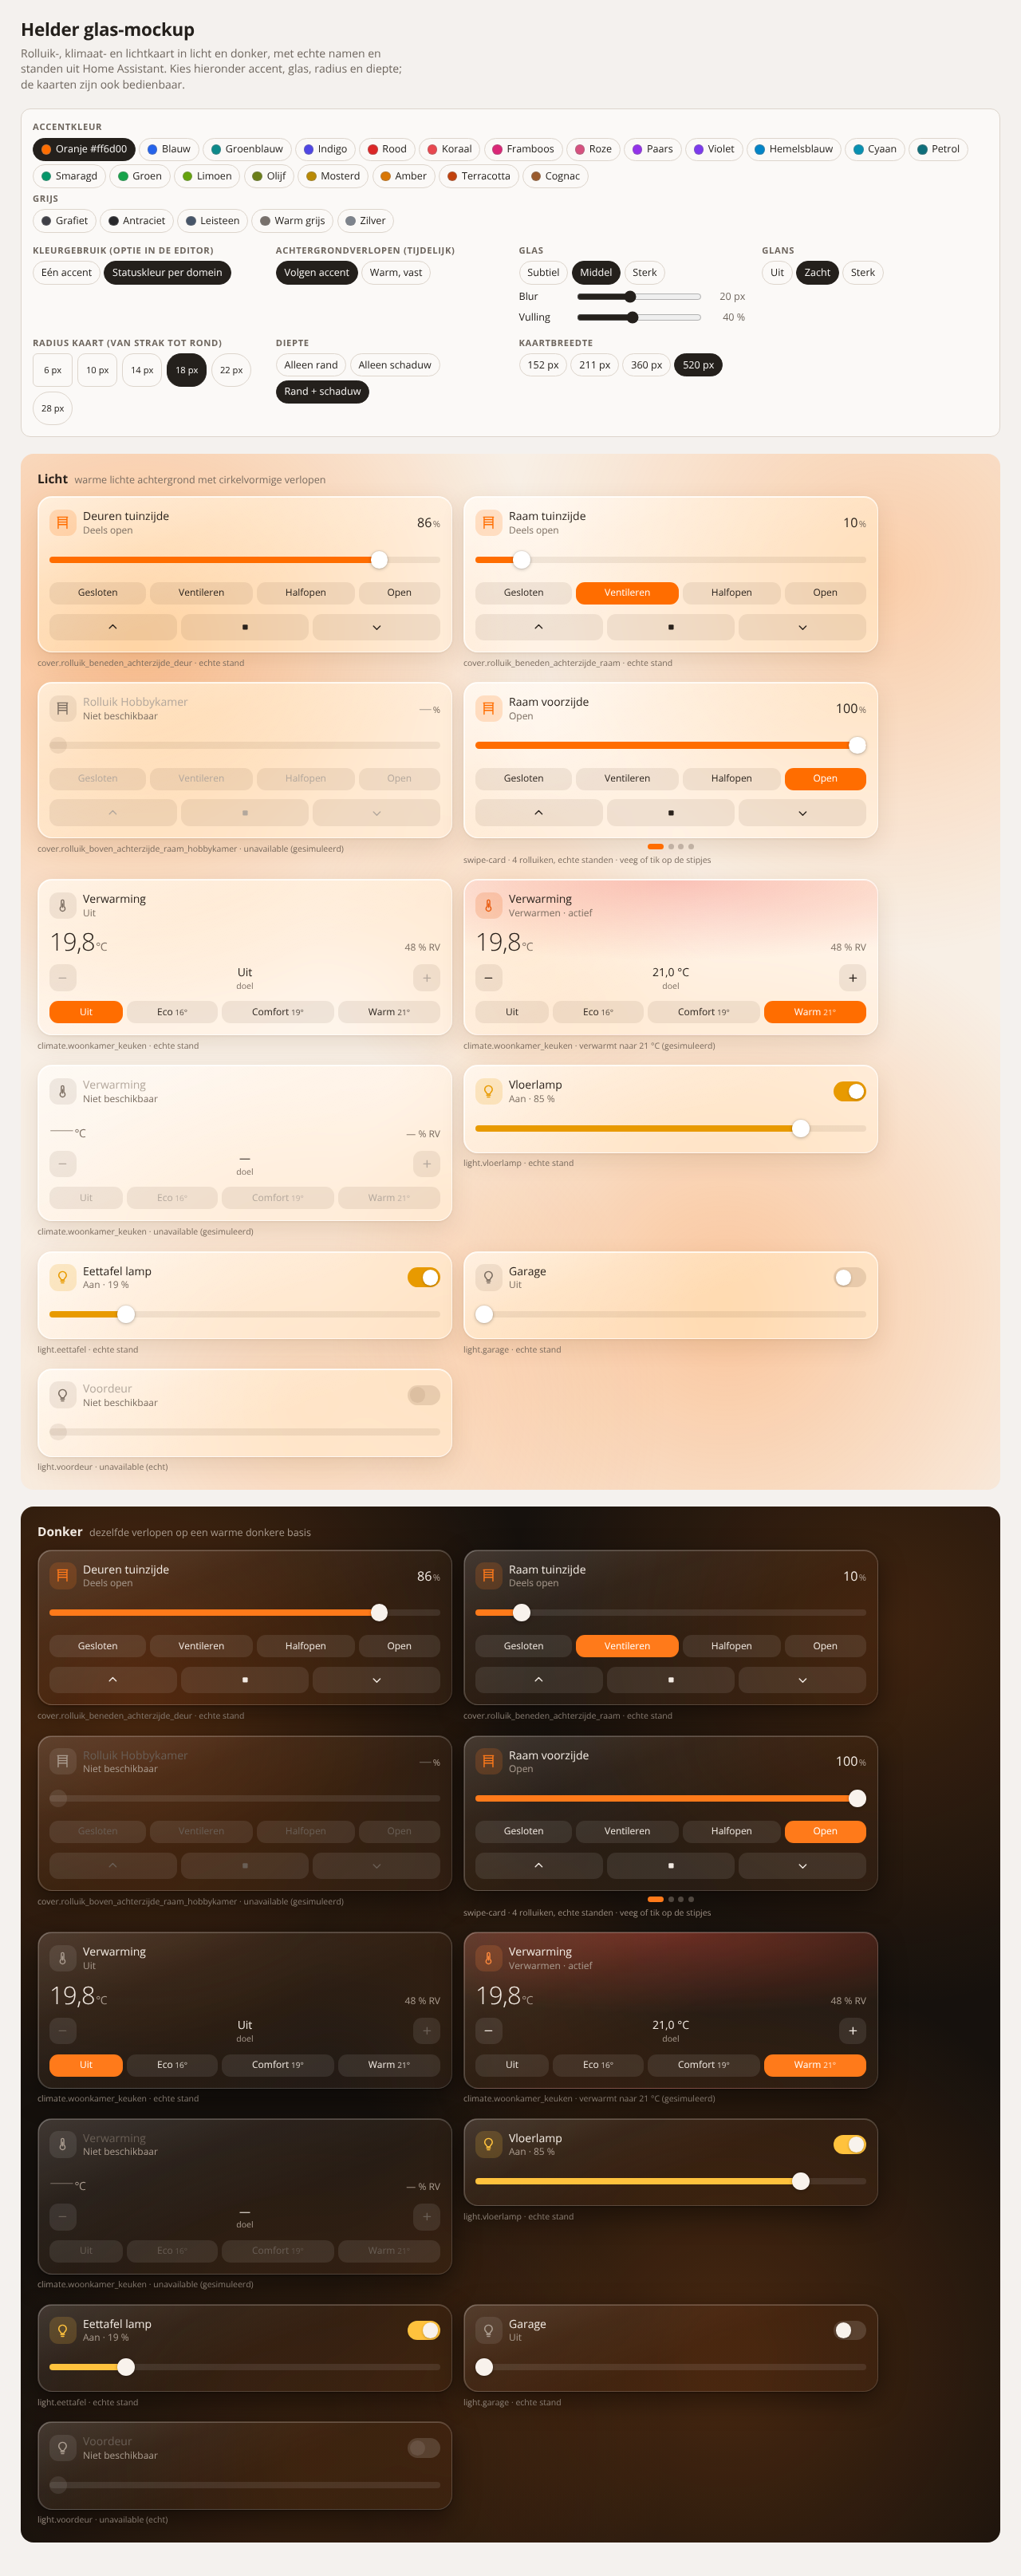 Helder glas-mockup
Rolluik-, klimaat- en lichtkaart in licht en donker, met echte namen en
standen uit Home Assistant. Kies hieronder accent, glas, radius en diepte;
de kaarten zijn ook bedienbaar.
ACCENTKLEUR
Oranje #ff6d00 Blauw Groenblauw Indigo Rood Koraal Framboos Roze Paars Violet Hemelsblauw Cyaan Petrol
Smaragd Groen Limoen Olijf Mosterd Amber Terracotta Cognac
GRIJS
Grafiet Antraciet Leisteen Warm grijs Zilver
KLEURGEBRUIK (OPTIE IN DE EDITOR) ACHTERGRONDVERLOPEN (TIJDELIJK) GLAS GLANS
Eén accent Statuskleur per domein Volgen accent Warm, vast Subtiel Middel Sterk Uit Zacht Sterk
Blur 20 px
Vulling 40 %
RADIUS KAART (VAN STRAK TOT ROND) DIEPTE KAARTBREEDTE
6 px 10 px 14 px 18 px 22 px Alleen rand Alleen schaduw 152 px 211 px 360 px 520 px
28 px Rand + schaduw
Licht warme lichte achtergrond met cirkelvormige verlopen
Deuren tuinzijde
Deels open
86%
Gesloten Ventileren Halfopen Open
cover.rolluik_beneden_achterzijde_deur · echte stand
Raam tuinzijde
Deels open
10%
Gesloten Ventileren Halfopen Open
cover.rolluik_beneden_achterzijde_raam · echte stand
Rolluik Hobbykamer
Niet beschikbaar
—%
Gesloten Ventileren Halfopen Open
cover.rolluik_boven_achterzijde_raam_hobbykamer · unavailable (gesimuleerd)
Raam voorzijde
Open
100%
Gesloten Ventileren Halfopen Open
swipe-card · 4 rolluiken, echte standen · veeg of tik op de stipjes
Verwarming
Uit
19,8°C 48 % RV
− Uit +
doel
Uit Eco 16° Comfort 19° Warm 21°
climate.woonkamer_keuken · echte stand
Verwarming
Verwarmen · actief
19,8°C 48 % RV
− 21,0 °C +
doel
Uit Eco 16° Comfort 19° Warm 21°
climate.woonkamer_keuken · verwarmt naar 21 °C (gesimuleerd)
Verwarming
Niet beschikbaar
—°C — % RV
− — +
doel
Uit Eco 16° Comfort 19° Warm 21°
climate.woonkamer_keuken · unavailable (gesimuleerd)
Vloerlamp
Aan · 85 %
light.vloerlamp · echte stand
Eettafel lamp
Aan · 19 %
light.eettafel · echte stand
Garage
Uit
light.garage · echte stand
Voordeur
Niet beschikbaar
light.voordeur · unavailable (echt)
Donker dezelfde verlopen op een warme donkere basis
Deuren tuinzijde
Deels open
86%
Gesloten Ventileren Halfopen Open
cover.rolluik_beneden_achterzijde_deur · echte stand
Raam tuinzijde
Deels open
10%
Gesloten Ventileren Halfopen Open
cover.rolluik_beneden_achterzijde_raam · echte stand
Rolluik Hobbykamer
Niet beschikbaar
—%
Gesloten Ventileren Halfopen Open
cover.rolluik_boven_achterzijde_raam_hobbykamer · unavailable (gesimuleerd)
Raam voorzijde
Open
100%
Gesloten Ventileren Halfopen Open
swipe-card · 4 rolluiken, echte standen · veeg of tik op de stipjes
Verwarming
Uit
19,8°C 48 % RV
− Uit +
doel
Uit Eco 16° Comfort 19° Warm 21°
climate.woonkamer_keuken · echte stand
Verwarming
Verwarmen · actief
19,8°C 48 % RV
− 21,0 °C +
doel
Uit Eco 16° Comfort 19° Warm 21°
climate.woonkamer_keuken · verwarmt naar 21 °C (gesimuleerd)
Verwarming
Niet beschikbaar
—°C — % RV
− — +
doel
Uit Eco 16° Comfort 19° Warm 21°
climate.woonkamer_keuken · unavailable (gesimuleerd)
Vloerlamp
Aan · 85 %
light.vloerlamp · echte stand
Eettafel lamp
Aan · 19 %
light.eettafel · echte stand
Garage
Uit
light.garage · echte stand
Voordeur
Niet beschikbaar
light.voordeur · unavailable (echt)